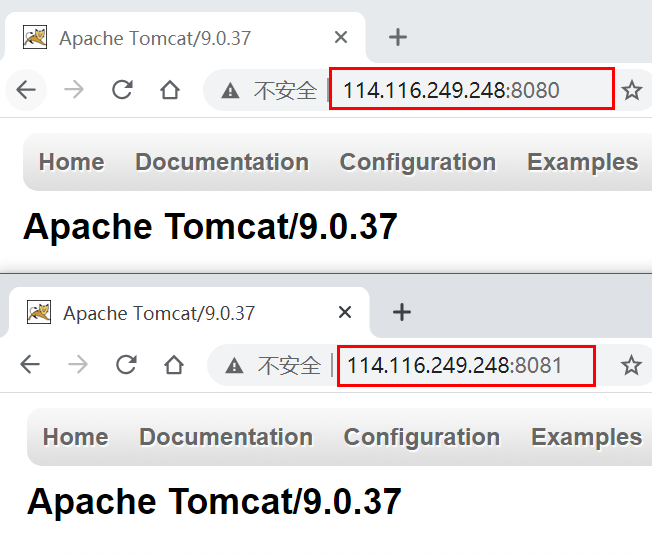 Apache Tomcat/9.0.37
不安全 114.116.249.248:8080
Home Documentation Configuration Examples
Apache Tomcat/9.0.37
Apache Tomcat/9.0.37
不安全 114.116.249.248:8081
Home Documentation Configuration Examples
Apache Tomcat/9.0.37